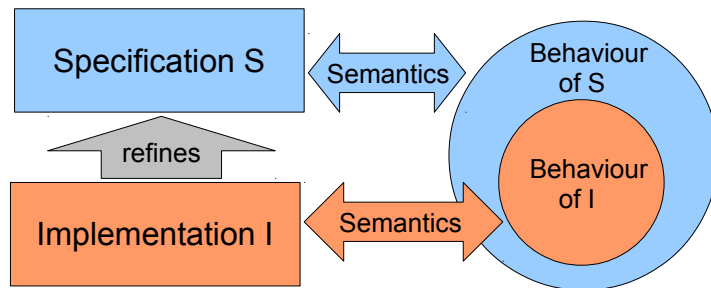 Specification S
Semantics
Behaviour
of S
refines
Behaviour
of I
Implementation I
Semantics